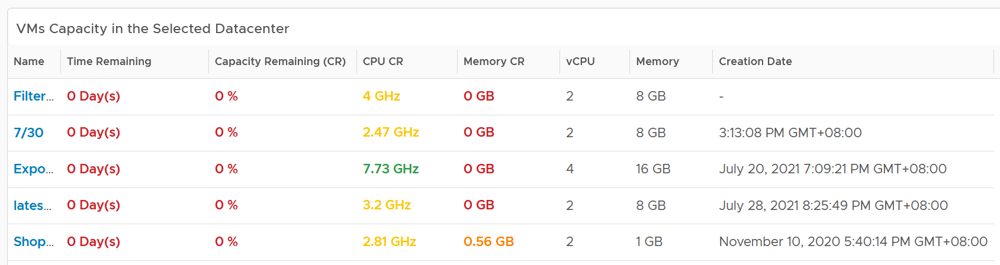 VMs Capacity in the Selected Datacenter
Name Time Remaining Capacity Remaining (CR) CPU CR Memory CR vCPU Memory Creation Date
Filter... 0 Day(s) 0 % 4 GHz 0 GB 2 8 GB -
7/30 0 Day(s) 0 % 2.47 GHz 0 GB 2 8 GB 3:13:08 PM GMT+08:00
Expo... 0 Day(s) 0 % 7.73 GHz 0 GB 4 16 GB July 20, 2021 7:09:21 PM GMT+08:00
lates... 0 Day(s) 0 % 3.2 GHz 0 GB 2 8 GB July 28, 2021 8:25:49 PM GMT+08:00
Shop... 0 Day(s) 0 % 2.81 GHz 0.56 GB 2 1 GB November 10, 2020 5:40:14 PM GMT+08:00